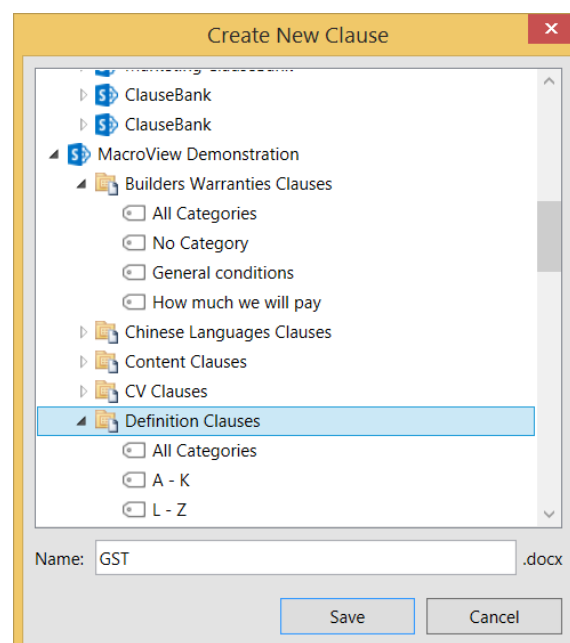 Create New Clause
ClauseBank
ClauseBank
MacroView Demonstration
Builders Warranties Clauses
All Categories
No Category
General conditions
How much we will pay
Chinese Languages Clauses
Content Clauses
CV Clauses
Definition Clauses
All Categories
A - K
L - Z
Name: GST .docx
Save Cancel